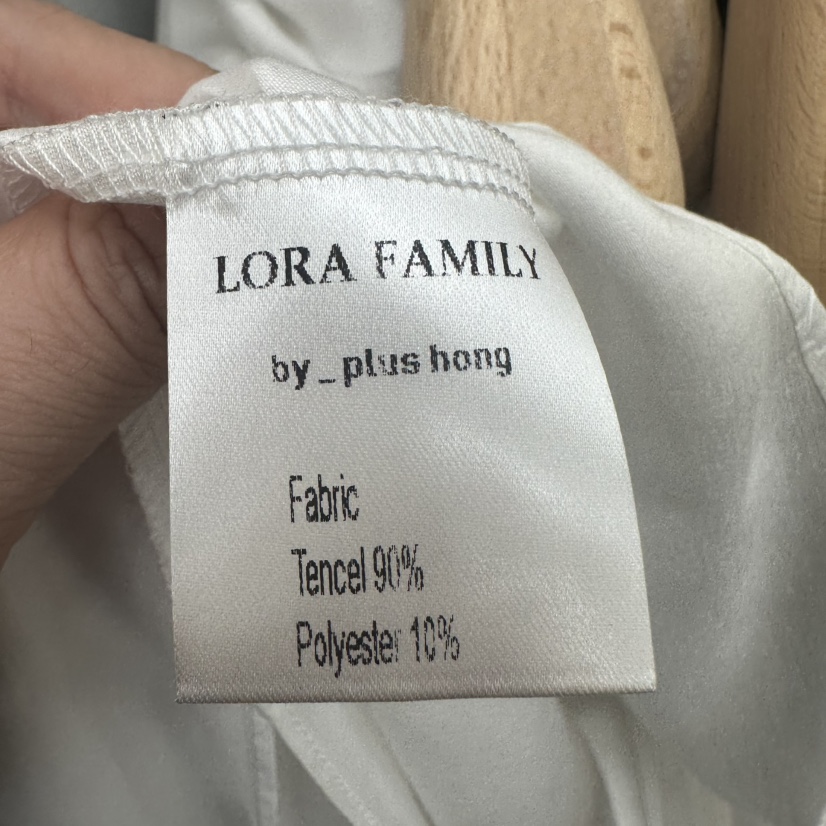 LORA FAMILY
by_plus hong
Fabric
Tencel 90%
Polyester 10%